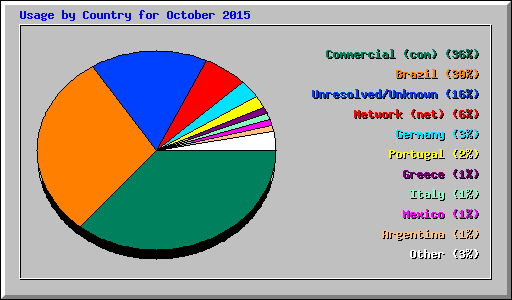 Usage by Country for October 2015
Commercial (com) (36%)
Brazil (30%)
Unresolved/Unknown (16%)
Network (net) (6%)
Germany (3%)
Portugal (2%)
Greece (1%)
Italy (1%)
Mexico (1%)
Argentina (1%)
Other (3%)